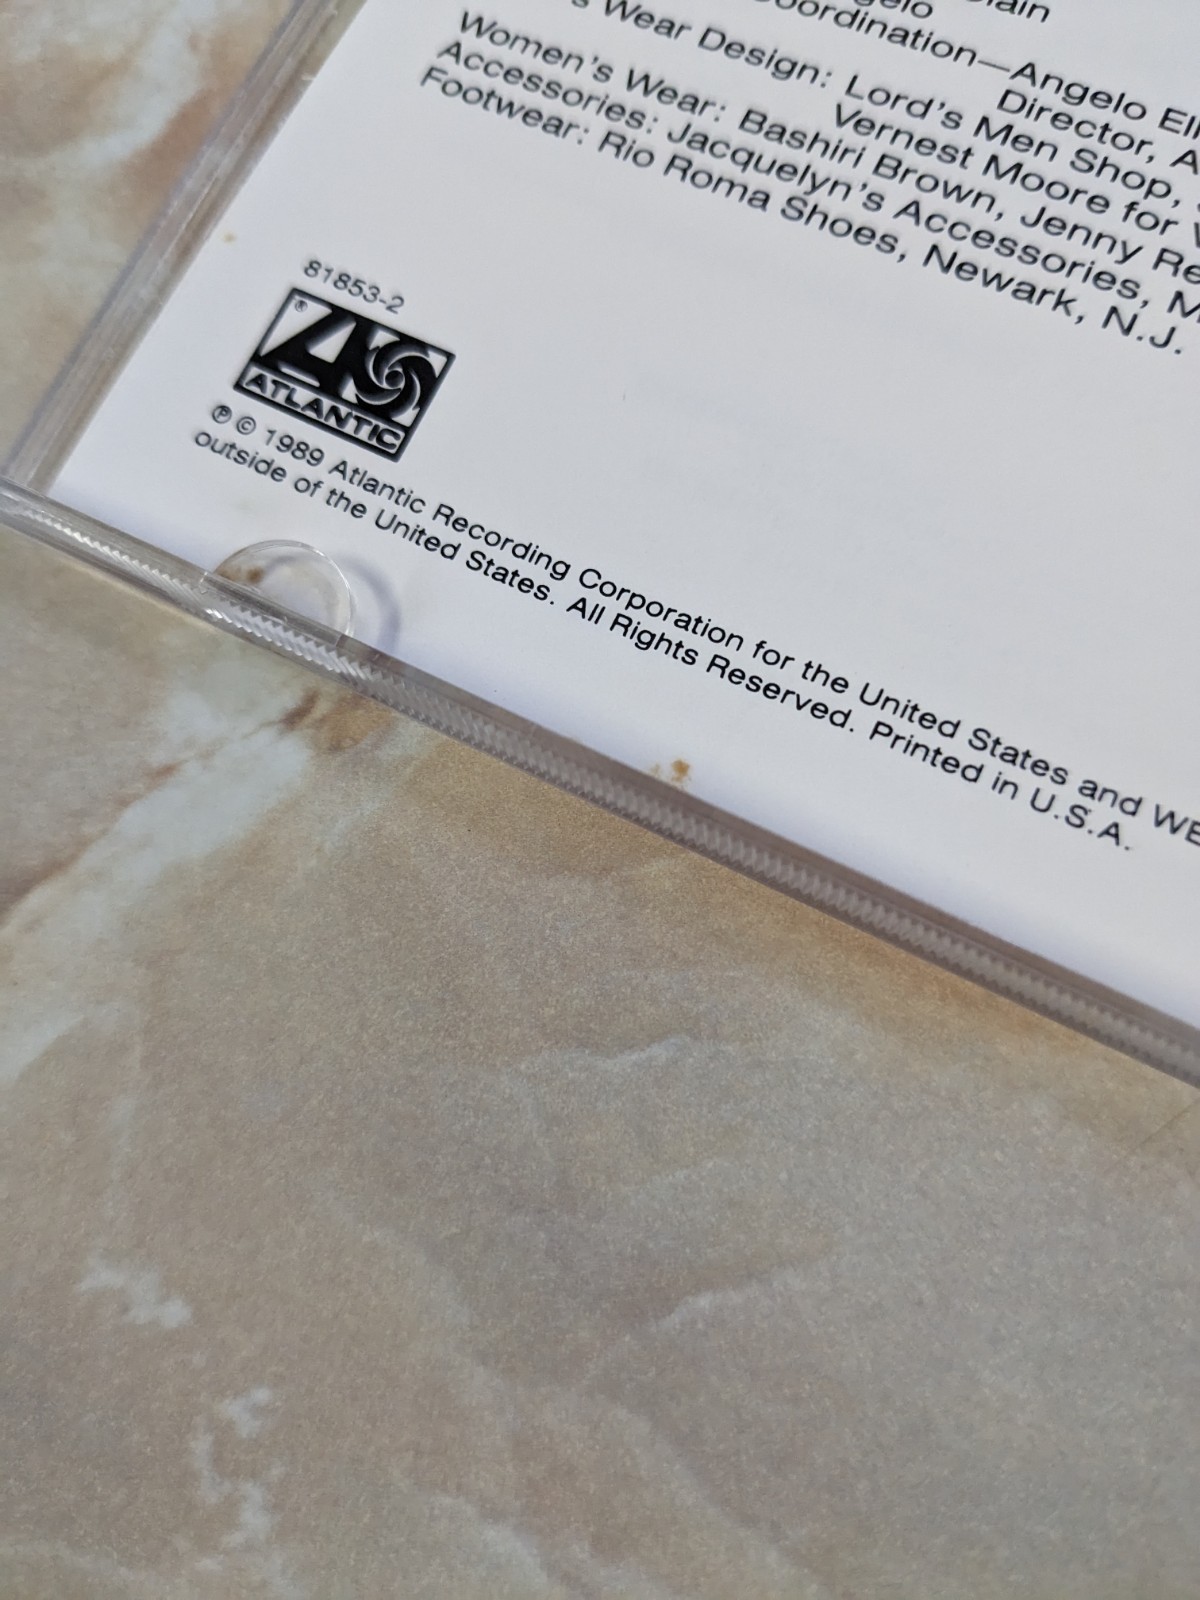 ordination—Angelo
's Wear Design: Lord's Men Shop,
Director,
Vernest Moore for
Women's Wear: Bashiri Brown, Jenny
Accessories: Jacquelyn's Accessories,
Footwear: Rio Roma Shoes, Newark, N.J.
81853-2
®
ATLANTIC
℗ © 1989 Atlantic Recording Corporation for the United States and
outside of the United States. All Rights Reserved. Printed in U.S.A.